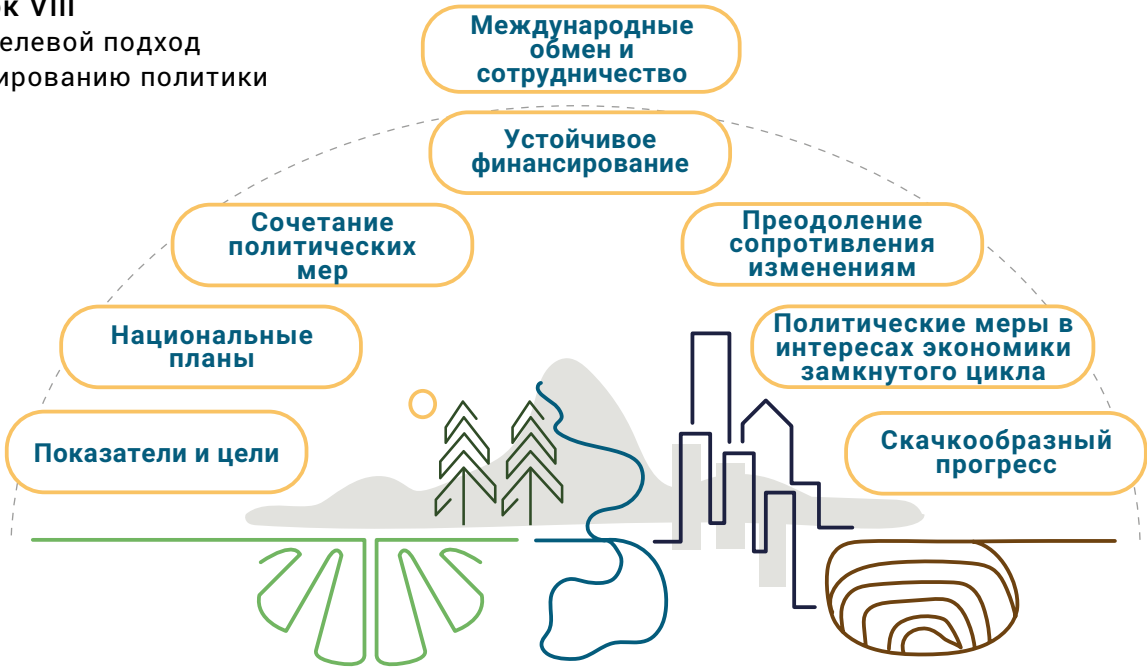 ок VIII
елевой подход
ированию политики
Международные
обмен и
сотрудничество
Устойчивое
финансирование
Сочетание
политических
мер
Преодоление
сопротивления
изменениям
Национальные
планы
Политические меры в
интересах экономики
замкнутого цикла
Показатели и цели
Скачкообразный
прогресс